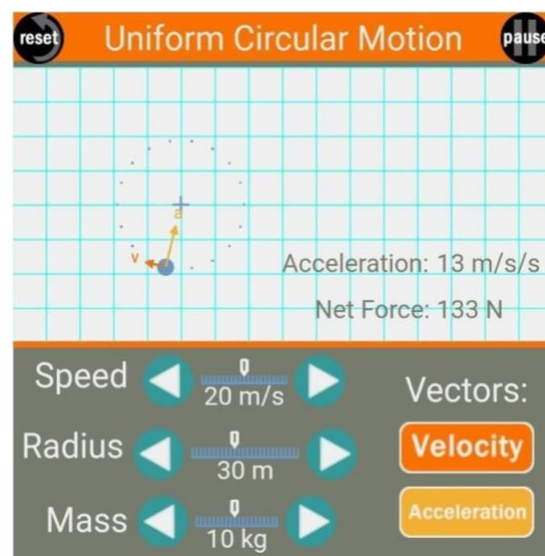 reset Uniform Circular Motion pause
a
v
Acceleration: 13 m/s/s
Net Force: 133 N
Speed
20 m/s
Vectors:
Radius
30 m
Velocity
Mass
10 kg
Acceleration